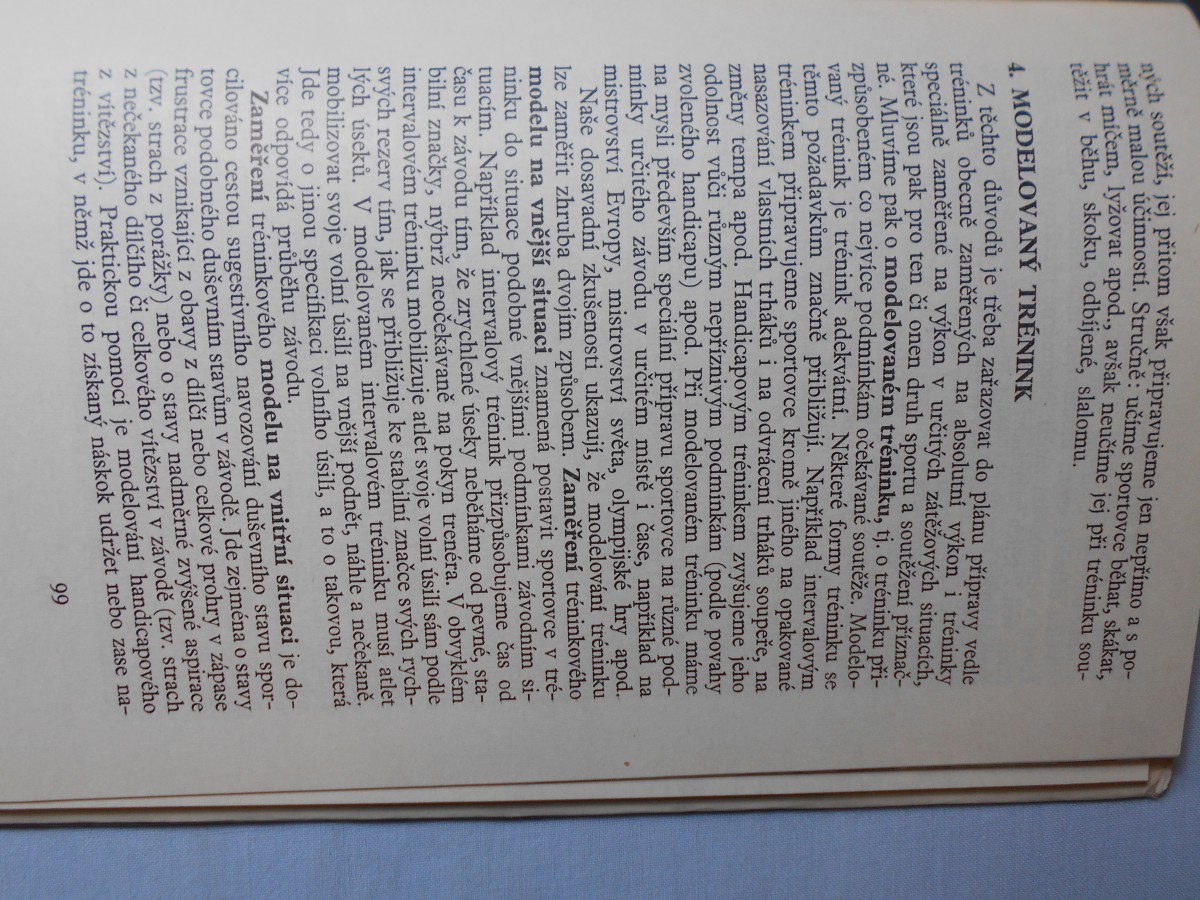 ných soutěží, jej přitom však připravujeme jen nepřímo a s po-
měrně malou účinností. Stručně: učíme sportovce běhat, skákat,
hrát míčem, lyžovat apod., avšak neučíme jej při tréninku sou-
těžit v běhu, skoku, odbíjené, slalomu.
4. MODELOVANÝ TRÉNINK
Z těchto důvodů je třeba zařazovat do plánu přípravy vedle
tréninků obecně zaměřených na absolutní výkon i tréninky
speciálně zaměřené na výkon v určitých zátěžových situacích,
které jsou pak pro ten či onen druh sportu a soutěžení příznač-
né. Mluvíme pak o modelovaném tréninku, tj. o tréninku při-
způsobeném co nejvíce podmínkám očekávané soutěže. Modelo-
vaný trénink je trénink adekvátní. Některé formy tréninku se
těmto požadavkům značně přibližují. Například intervalovým
tréninkem připravujeme sportovce kromě jiného na opakované
nasazování vlastních trháků i na odvrácení trháků soupeře, na
změny tempa apod. Handicapovým tréninkem zvyšujeme jeho
odolnost vůči různým nepříznivým podmínkám (podle povahy
zvoleného handicapu) apod. Při modelovaném tréninku máme
na mysli především speciální přípravu sportovce na různé pod-
mínky určitého závodu v určitém místě i čase, například na
mistrovství Evropy, mistrovství světa, olympijské hry apod.
Naše dosavadní zkušenosti ukazují, že modelování tréninku
lze zaměřit zhruba dvojím způsobem. Zaměření tréninkového
modelu na vnější situaci znamená postavit sportovce v tré-
ninku do situace podobné vnějšími podmínkami závodním si-
tuacím. Například intervalový trénink přizpůsobujeme čas od
času k závodu tím, že zrychlené úseky neběháme od pevné, sta-
bilní značky, nýbrž neočekávaně na pokyn trenéra. V obvyklém
intervalovém tréninku mobilizuje atlet svoje volní úsilí sám podle
svých rezerv tím, jak se přibližuje ke stabilní značce svých rych-
lých úseků. V modelovaném intervalovém tréninku musí atlet
mobilizovat svoje volní úsilí na vnější podnět, náhle a nečekaně.
Jde tedy o jinou specifikaci volního úsilí, a to o takovou, která
více odpovídá průběhu závodu.
Zaměření tréninkového modelu na vnitřní situaci je do-
cilováno cestou sugestivního navozování duševního stavu spor-
tovce podobného duševním stavům v závodě. Jde zejména o stavy
frustrace vznikající z obavy z dílčí nebo celkové prohry v zápase
(tzv. strach z porážky) nebo o stavy nadměrně zvýšené aspirace
z nečekaného dílčího či celkového vítězství v závodě (tzv. strach
z vítězství). Praktickou pomocí je modelování handicapového
tréninku, v němž jde o to získaný náskok udržet nebo zase na-
99